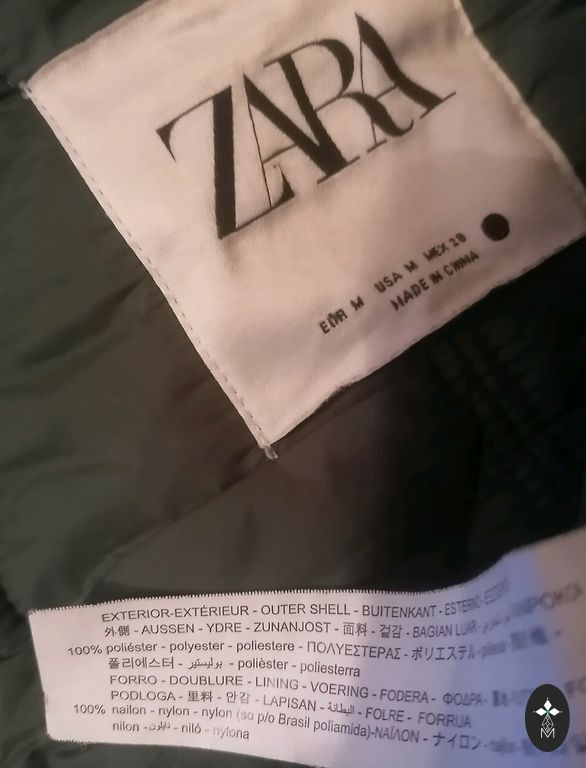 ZARA
EUR M USA M MEX 28
MADE IN CHINA
EXTERIOR-EXTÉRIEUR - OUTER SHELL - BUITENKANT - ESTERNO-
外側 - AUSSEN - YDRE - ZUNANJOST - 面料 - 겉감 - BAGIAN LUAR -
100% poliéster - polyester - poliestere - ΠΟΛΥΕΣΤΕΡΑΣ - ポリエステル-
폴리에스터 - بوليستير - polièster - poliesterra
FORRO - DOUBLURE - LINING - VOERING - FODERA - ΦΟΔΡΑ-
PODLOGA - 里料 - 안감 - LAPISAN - البطانة - FOLRE - FORRUA
100% nailon - nylon - nylon (so p/o Brasil poliamida)-ΝΑΪΛΟΝ - ナイロン -
nilon - نايلون - niló - nylona
M